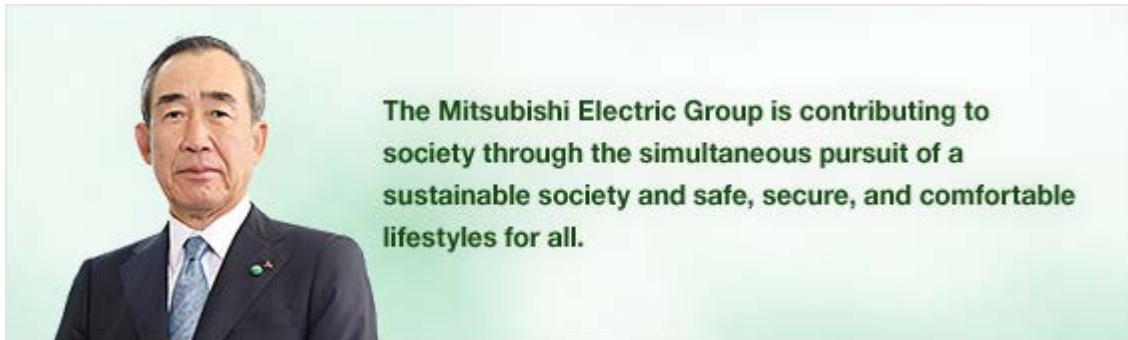 The Mitsubishi Electric Group is contributing to
society through the simultaneous pursuit of a
sustainable society and safe, secure, and comfortable
lifestyles for all.